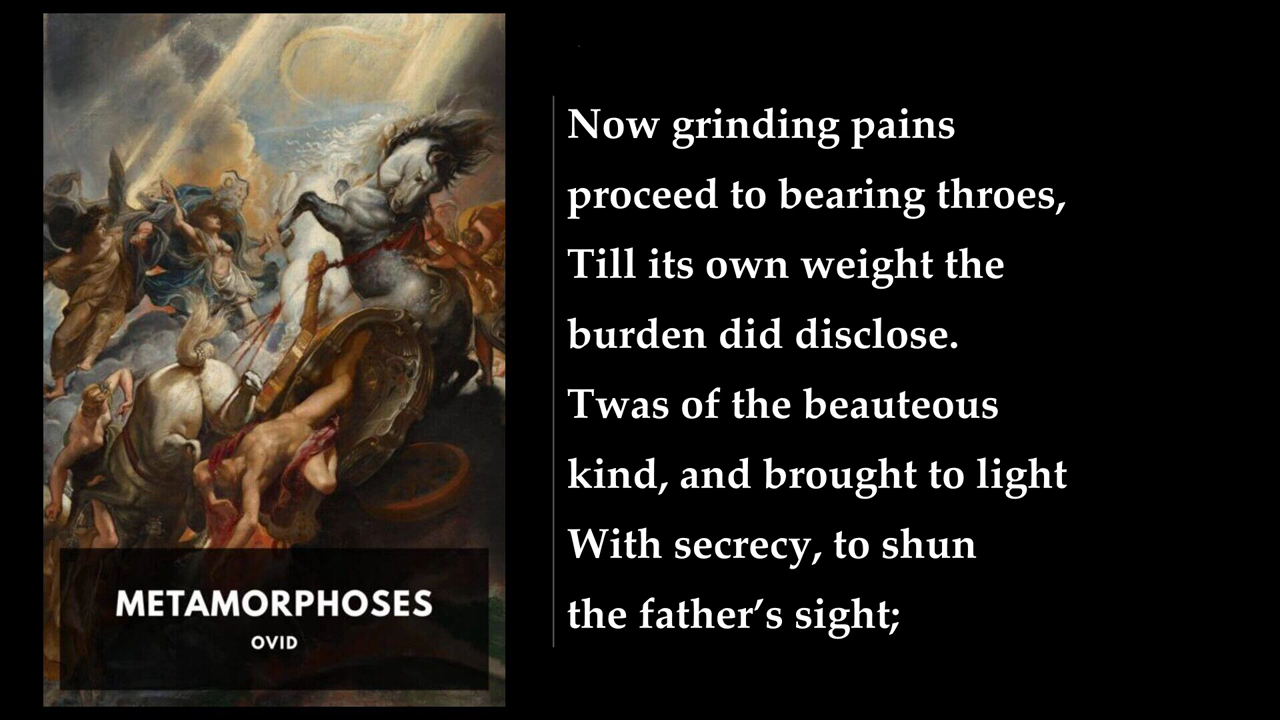 METAMORPHOSES
OVID
Now grinding pains
proceed to bearing throes,
Till its own weight the
burden did disclose.
Twas of the beauteous
kind, and brought to light
With secrecy, to shun
the father’s sight;